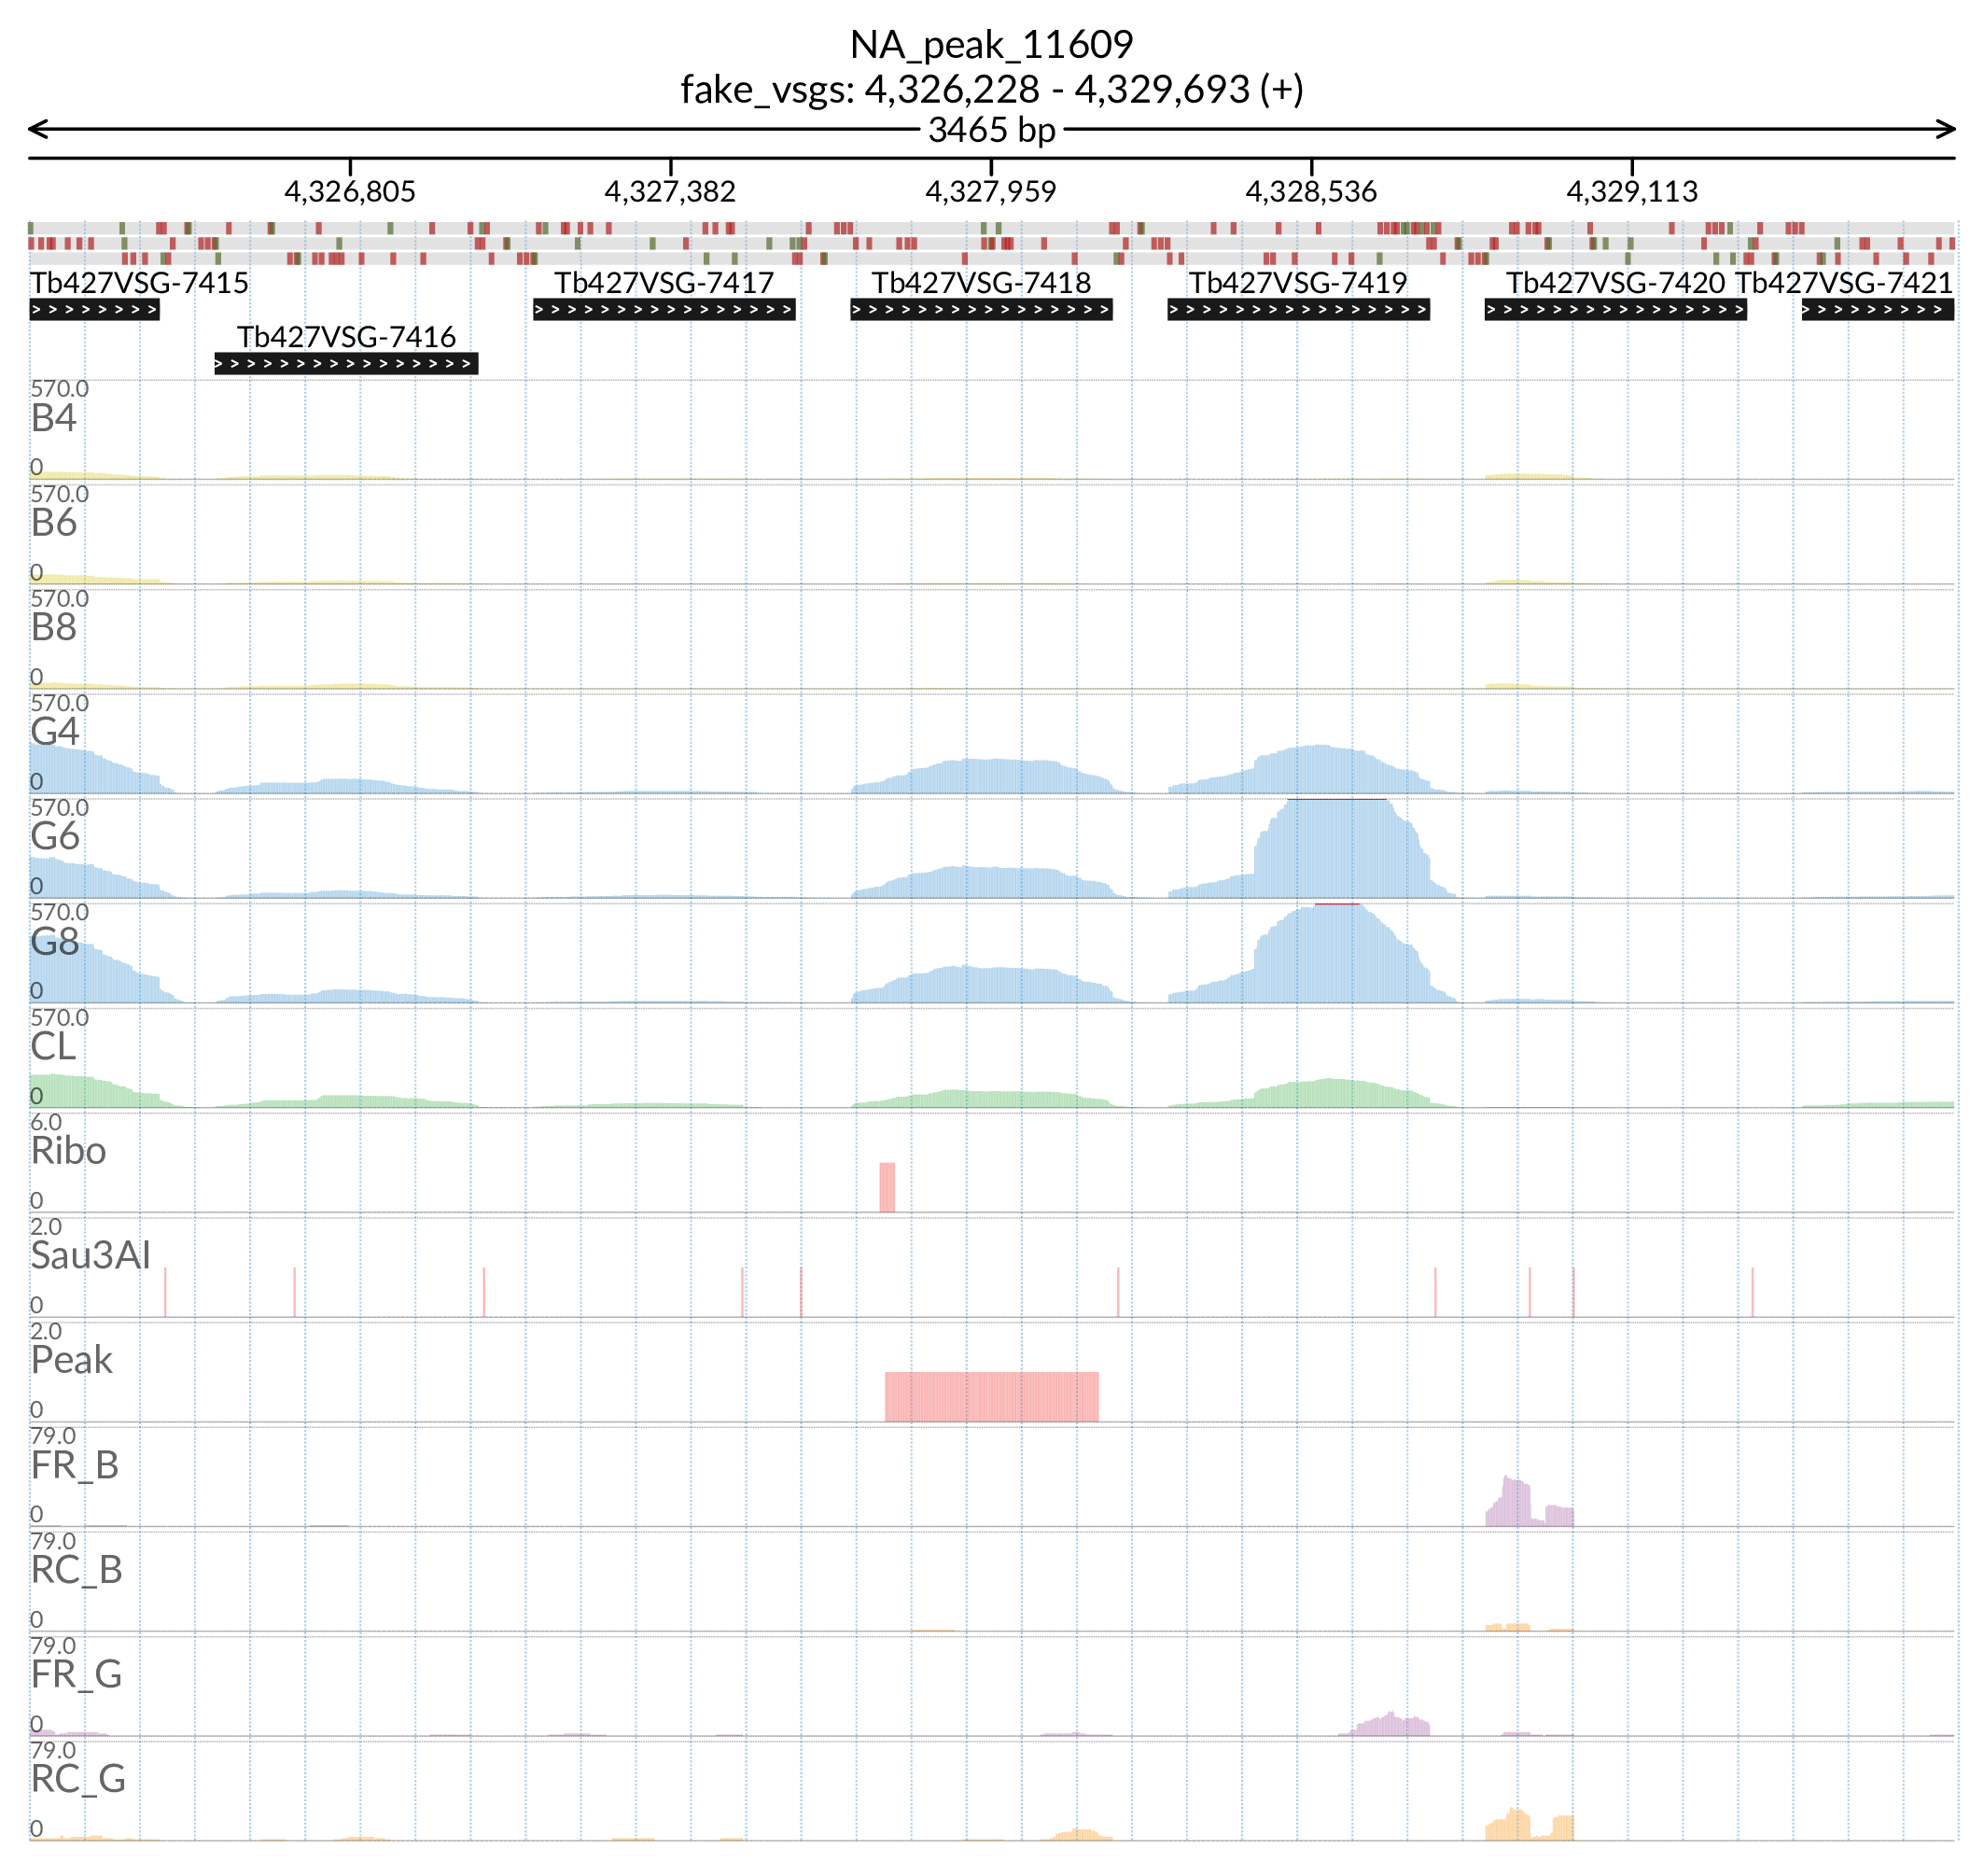 NA_peak_11609
fake_vsgs: 4,326,228 - 4,329,693 (+)
3465 bp
4,326,805 4,327,382 4,327,959 4,328,536 4,329,113
Tb427VSG-7415 Tb427VSG-7417 Tb427VSG-7418 Tb427VSG-7419 Tb427VSG-7420 Tb427VSG-7421
Tb427VSG-7416
570.0
B4
0
570.0
B6
0
570.0
B8
0
570.0
G4
0
570.0
G6
0
570.0
G8
0
570.0
CL
0
6.0
Ribo
0
2.0
Sau3AI
0
2.0
Peak
0
79.0
FR_B
0
79.0
RC_B
0
79.0
FR_G
0
79.0
RC_G
0